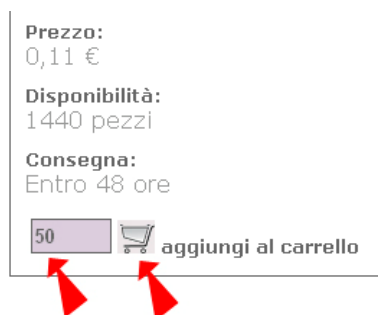 Prezzo:
0,11 €
Disponibilità:
1440 pezzi
Consegna:
Entro 48 ore
50 aggiungi al carrello